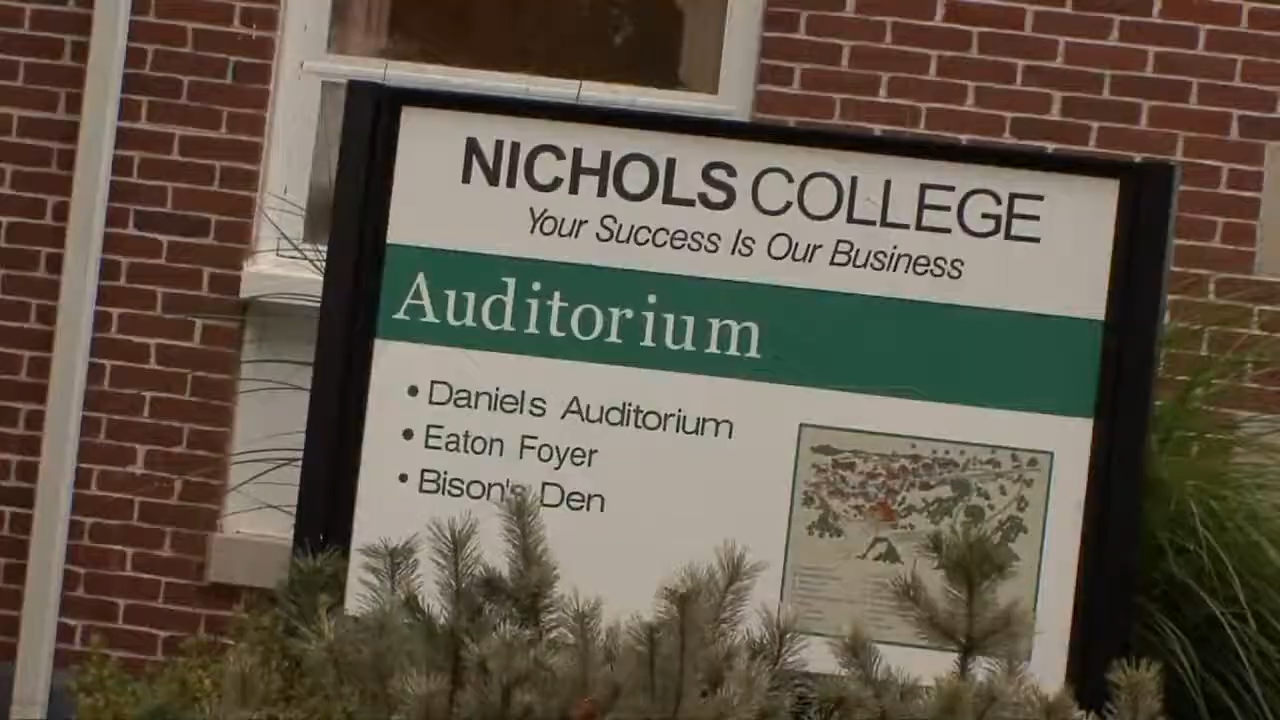 NICHOLS COLLEGE
Your Success Is Our Business
Auditorium
• Daniels Auditorium
• Eaton Foyer
• Bison's Den